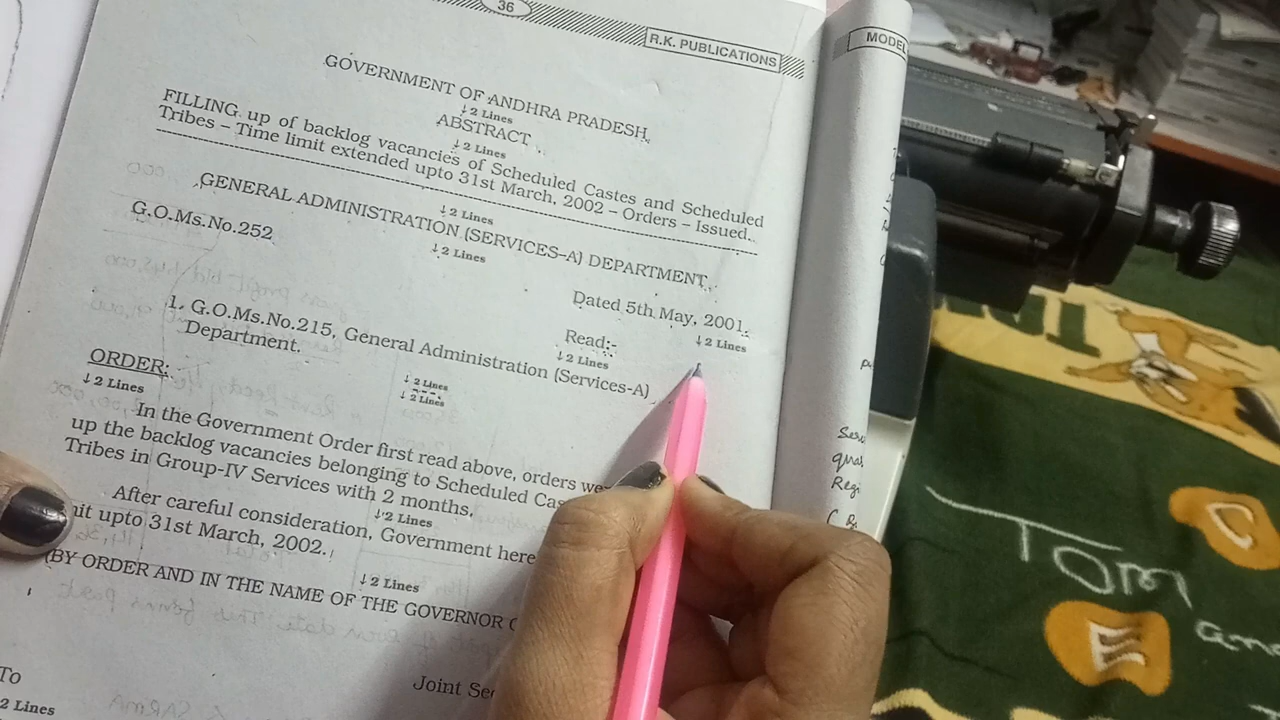 36
R.K. PUBLICATIONS
MODEL
GOVERNMENT OF ANDHRA PRADESH,
↓2 Lines
ABSTRACT
↓2 Lines
FILLING up of backlog vacancies of Scheduled Castes and Scheduled
Tribes – Time limit extended upto 31st March, 2002 – Orders – Issued.
↓2 Lines
GENERAL ADMINISTRATION (SERVICES-A) DEPARTMENT,
↓2 Lines
G.O.Ms.No.252
Dated 5th May, 2001.
↓2 Lines
Read:-
↓2 Lines
1. G.O.Ms.No.215, General Administration (Services-A)
Department.
↓2 Lines
↓2 Lines
ORDER:
↓2 Lines
In the Government Order first read above, orders we
up the backlog vacancies belonging to Scheduled Cas
Tribes in Group-IV Services with 2 months.
↓2 Lines
After careful consideration, Government here
it upto 31st March, 2002.
↓2 Lines
(BY ORDER AND IN THE NAME OF THE GOVERNOR
To
2 Lines
Joint Se
TOM
and
C
E